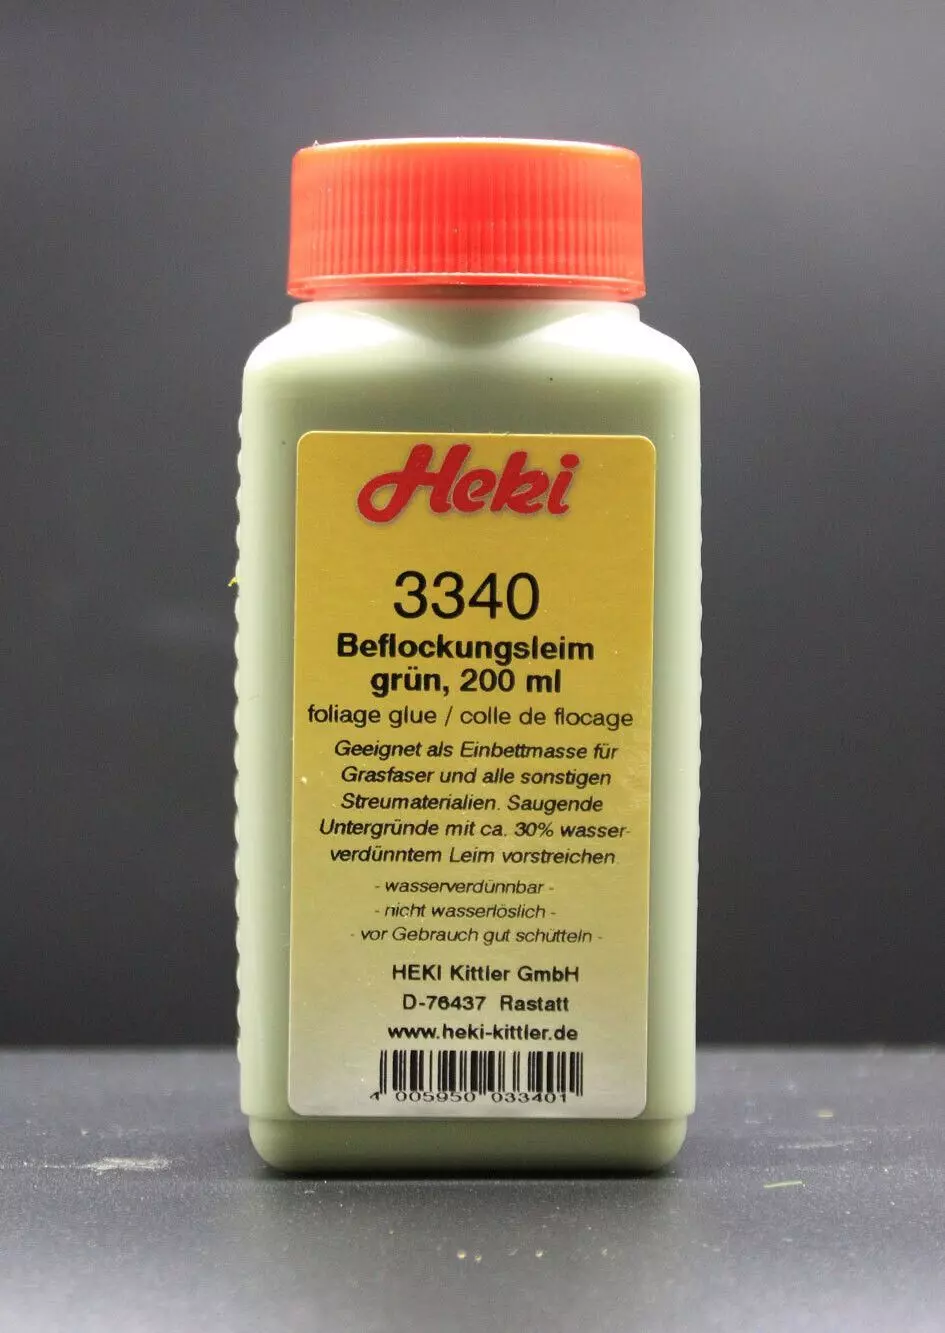 Heki
3340
Beflockungsleim
grün, 200 ml
foliage glue / colle de flocage
Geeignet als Einbettmasse für
Grasfaser und alle sonstigen
Streumaterialien. Saugende
Untergründe mit ca. 30% wasser-
verdünntem Leim vorstreichen.
- wasserverdünnbar -
- nicht wasserlöslich -
- vor Gebrauch gut schütteln -
HEKI Kittler GmbH
D-76437 Rastatt
www.heki-kittler.de
4 005950 033401